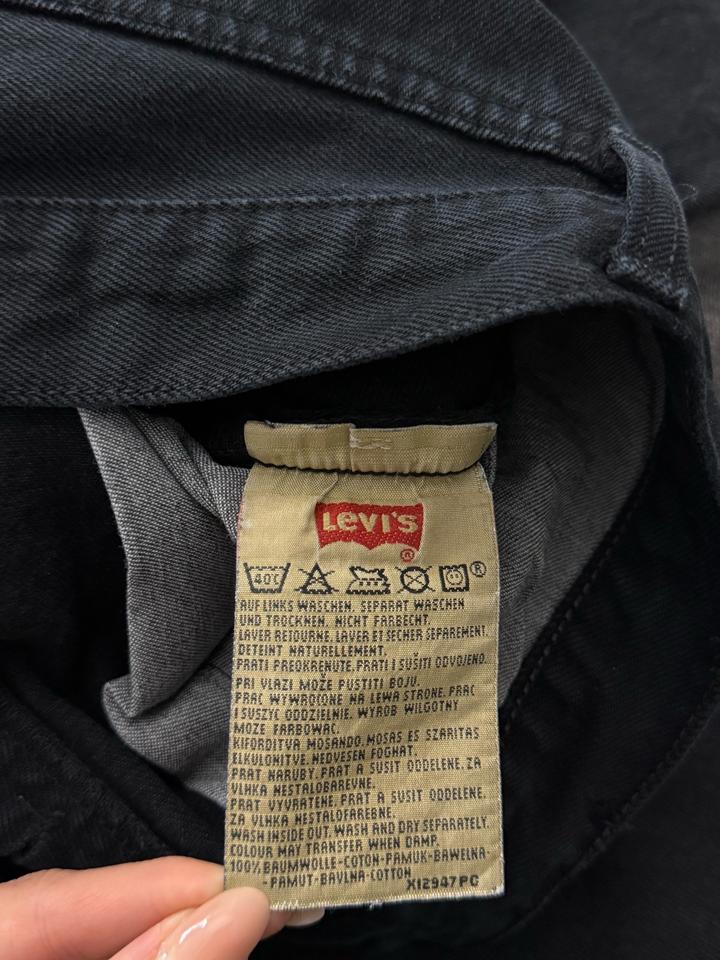 Levi's
®
40C
®
AUF LINKS WASCHEN. SEPARAT WASCHEN
UND TROCKNEN. NICHT FARBECHT.
LAVER RETOURNE. LAVER ET SECHER SEPAREMENT.
DETEINT NATURELLEMENT.
PRATI PREOKRENUTE. PRATI I SUŠITI ODVOJENO.
PRI VLAZI MOŽE PUSTITI BOJU.
PRAC WYWROCONE NA LEWA STRONE. PRAC
I SUSZYC ODDZIELNIE. WYROB WILGOTNY
MOZE FARBOWAC.
KIFORDITVA MOSANDO. MOSAS ES SZARITAS
ELKULONITVE. NEDVESEN FOGHAT.
PRAT NARUBY. PRAT A SUSIT ODDELENE. ZA
VLHKA NESTALOBAREVNE.
PRAT VYVRATENE. PRAT A SUSIT ODDELENE.
ZA VLHKA NESTALOFAREBNE.
WASH INSIDE OUT. WASH AND DRY SEPARATELY.
COLOUR MAY TRANSFER WHEN DAMP.
100% BAUMWOLLE-COTON-PAMUK-BAWELNA-
-PAMUT-BAVLNA-COTTON
X12947PC